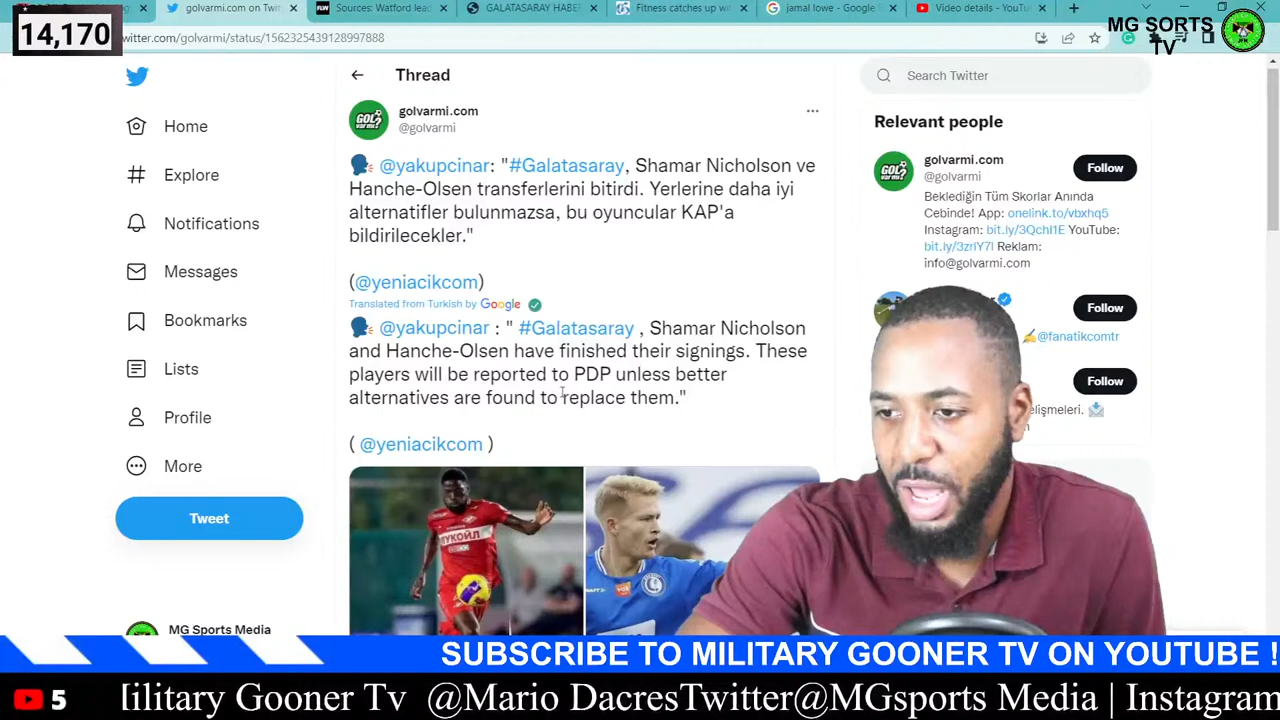 14,170
golvarmi.com on Twi
Sources: Watford lea
GALATASARAY HABER
Fitness catches up wi
jamal lowe - Google
Video details - YouTu
MG SORTS
TV
witter.com/golvarmi/status/1562325439128997888
Thread
Search Twitter
Home
Explore
Notifications
Messages
Bookmarks
Lists
Profile
More
Tweet
MG Sports Media
golvarmi.com
@golvarmi
@yakupcinar: "#Galatasaray, Shamar Nicholson ve
Hanche-Olsen transferlerini bitirdi. Yerlerine daha iyi
alternatifler bulunmazsa, bu oyuncular KAP'a
bildirilecekler."
(@yeniacikcom)
Translated from Turkish by Google
@yakupcinar : " #Galatasaray , Shamar Nicholson
and Hanche-Olsen have finished their signings. These
players will be reported to PDP unless better
alternatives are found to replace them."
( @yeniacikcom )
Relevant people
golvarmi.com
@golvarmi
Follow
Beklediğin Tüm Skorlar Anında
Cebinde! App: onelink.to/vbxhq5
Instagram: bit.ly/3QchI1E YouTube:
bit.ly/3zrlY7l Reklam:
info@golvarmi.com
Follow
@fanatikcomtr
Follow
elişmeleri.
ЛУКОЙЛ
SUBSCRIBE TO MILITARY GOONER TV ON YOUTUBE !
5
ilitary Gooner Tv @Mario DacresTwitter@MGsports Media | Instagram